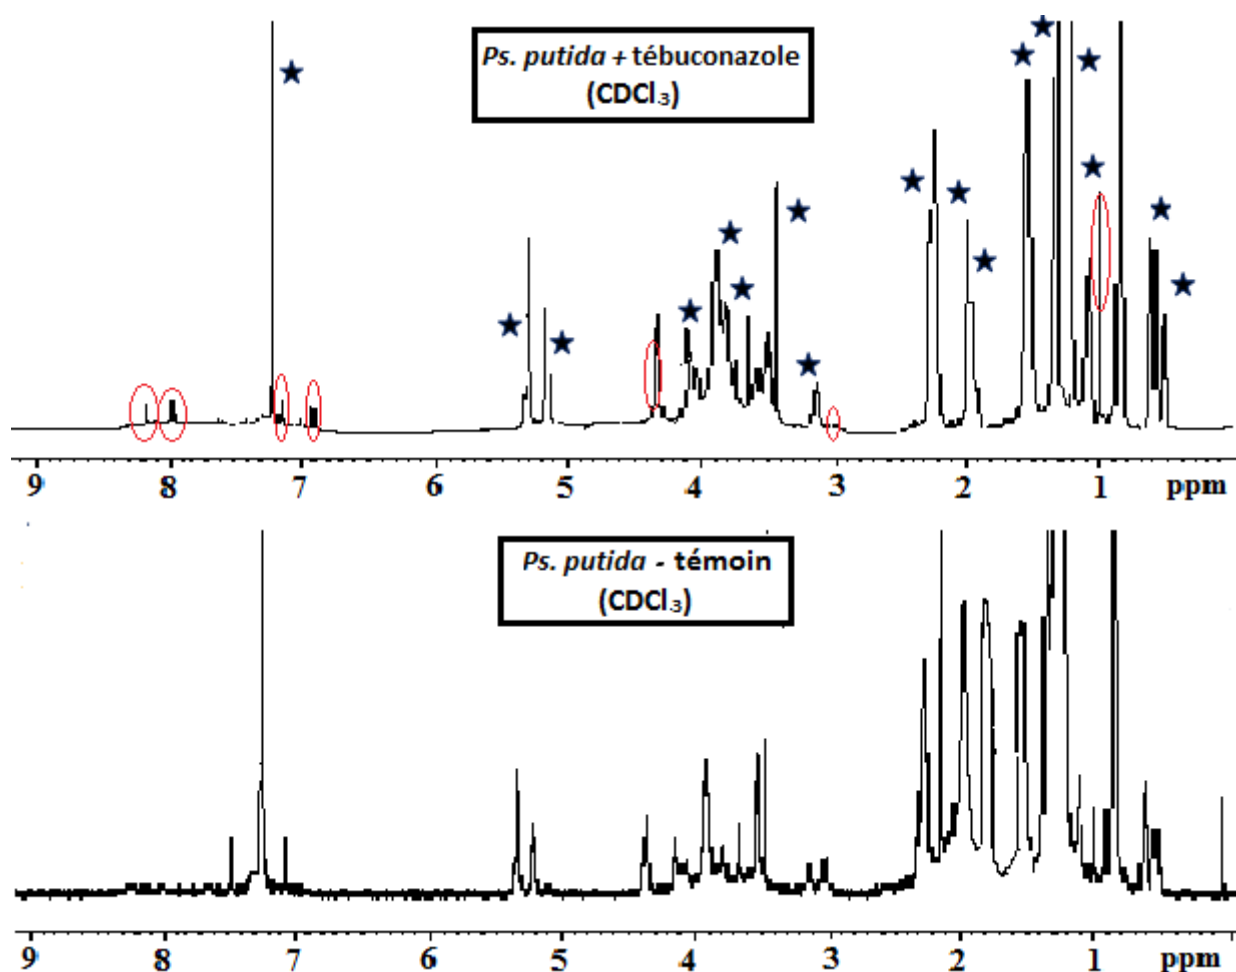 Ps. putida + tébuconazole
(CDCl₃)
9 8 7 6 5 4 3 2 1 ppm
Ps. putida - témoin
(CDCl₃)
9 8 7 6 5 4 3 2 1 ppm